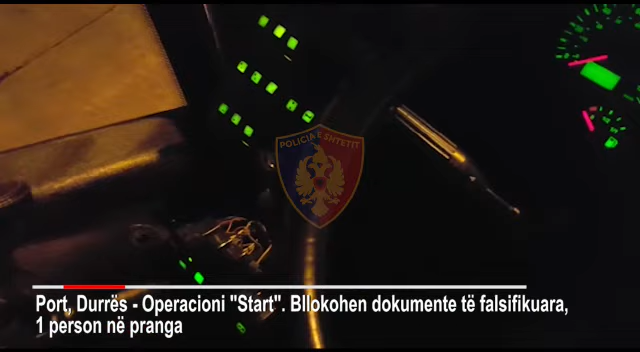 POLICIA E SHTETIT
Port, Durrës - Operacioni "Start". Bllokohen dokumente të falsifikuara,
1 person në pranga